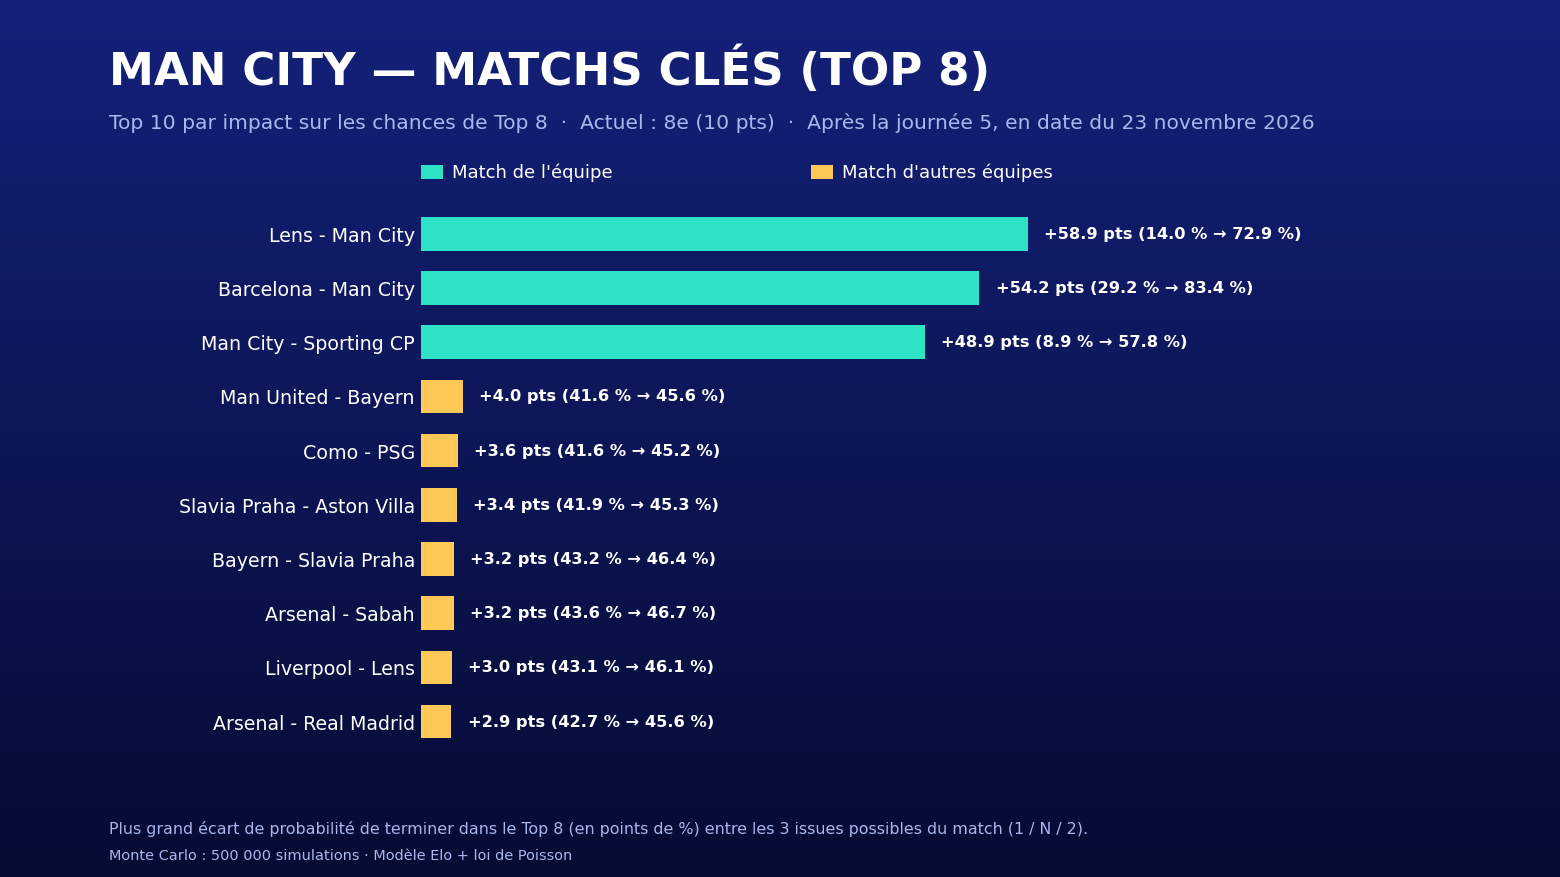 MAN CITY — MATCHS CLÉS (TOP 8)
Top 10 par impact sur les chances de Top 8 · Actuel : 8e (10 pts) · Après la journée 5, en date du 23 novembre 2026
Match de l'équipe
Match d'autres équipes
Lens - Man City +58.9 pts (14.0 % → 72.9 %)
Barcelona - Man City +54.2 pts (29.2 % → 83.4 %)
Man City - Sporting CP +48.9 pts (8.9 % → 57.8 %)
Man United - Bayern +4.0 pts (41.6 % → 45.6 %)
Como - PSG +3.6 pts (41.6 % → 45.2 %)
Slavia Praha - Aston Villa +3.4 pts (41.9 % → 45.3 %)
Bayern - Slavia Praha +3.2 pts (43.2 % → 46.4 %)
Arsenal - Sabah +3.2 pts (43.6 % → 46.7 %)
Liverpool - Lens +3.0 pts (43.1 % → 46.1 %)
Arsenal - Real Madrid +2.9 pts (42.7 % → 45.6 %)
Plus grand écart de probabilité de terminer dans le Top 8 (en points de %) entre les 3 issues possibles du match (1 / N / 2).
Monte Carlo : 500 000 simulations · Modèle Elo + loi de Poisson